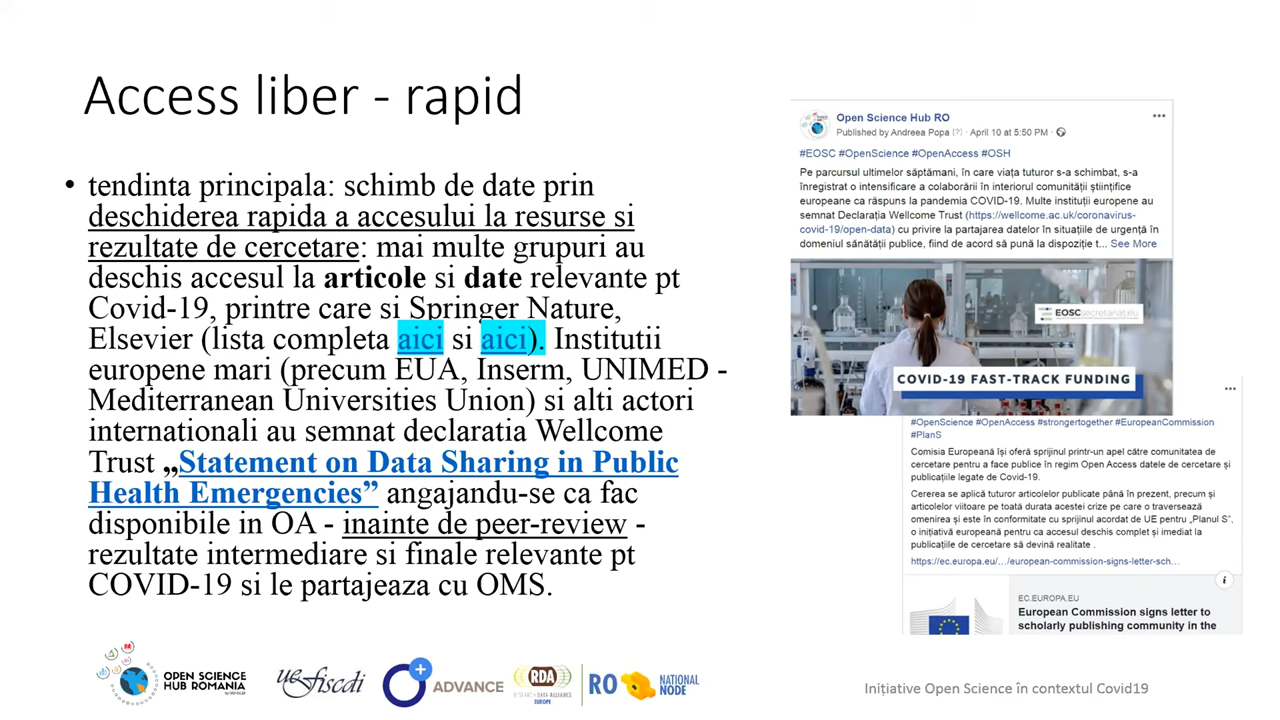 Access liber - rapid
• tendinta principala: schimb de date prin
deschiderea rapida a accesului la resurse si
rezultate de cercetare: mai multe grupuri au
deschis accesul la articole si date relevante pt
Covid-19, printre care si Springer Nature,
Elsevier (lista completa aici si aici). Institutii
europene mari (precum EUA, Inserm, UNIMED -
Mediterranean Universities Union) si alti actori
internationali au semnat declaratia Wellcome
Trust „Statement on Data Sharing in Public
Health Emergencies” angajandu-se ca fac
disponibile in OA - inainte de peer-review -
rezultate intermediare si finale relevante pt
COVID-19 si le partajeaza cu OMS.
Open Science Hub RO
Published by Andreea Popa [?] · April 10 at 5:50 PM ·
#EOSC #OpenScience #OpenAccess #OSH
Pe parcursul ultimelor săptămâni, în care viața tuturor s-a schimbat, s-a
înregistrat o intensificare a colaborării în interiorul comunității științifice
europene ca răspuns la pandemia COVID-19. Multe instituții europene au
semnat Declarația Wellcome Trust (https://wellcome.ac.uk/coronavirus-
covid-19/open-data) cu privire la partajarea datelor în situațiile de urgență în
domeniul sănătății publice, fiind de acord să pună la dispoziție t... See More
EOSCsecretariat.eu
COVID-19 FAST-TRACK FUNDING
#OpenScience #OpenAccess #strongertogether #EuropeanCommission
#PlanS
Comisia Europeană își oferă sprijinul printr-un apel către comunitatea de
cercetare pentru a face publice în regim Open Access datele de cercetare și
publicațiile legate de Covid-19.
Cererea se aplică tuturor articolelor publicate până în prezent, precum și
articolelor viitoare pe toată durata acestei crize pe care o traversează
omenirea și este în conformitate cu sprijinul acordat de UE pentru „Planul S”,
o inițiativă europeană pentru ca accesul deschis complet și imediat la
publicațiile de cercetare să devină realitate .
https://ec.europa.eu/…/european-commission-signs-letter-sch…
EC.EUROPA.EU
European Commission signs letter to
scholarly publishing community in the
OPEN SCIENCE
HUB ROMANIA
uefiscdi
ADVANCE
RDA
EUROPE
RO
NATIONAL
NODE
Inițiative Open Science în contextul Covid19